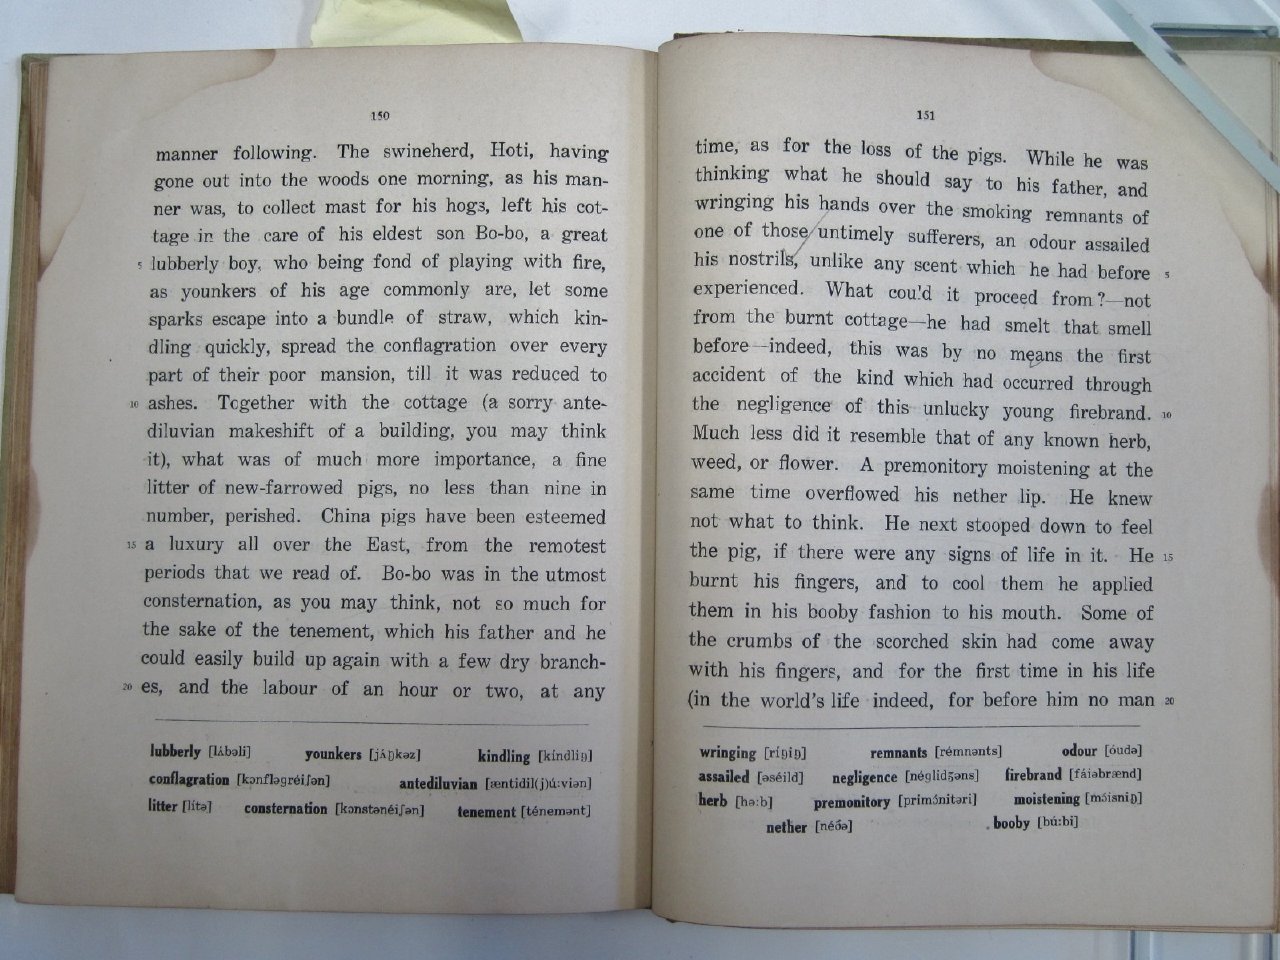 150
manner following. The swineherd, Hoti, having
gone out into the woods one morning, as his man-
ner was, to collect mast for his hogs, left his cot-
tage in the care of his eldest son Bo-bo, a great
5 lubberly boy, who being fond of playing with fire,
as younkers of his age commonly are, let some
sparks escape into a bundle of straw, which kin-
dling quickly, spread the conflagration over every
part of their poor mansion, till it was reduced to
10 ashes. Together with the cottage (a sorry ante-
diluvian makeshift of a building, you may think
it), what was of much more importance, a fine
litter of new-farrowed pigs, no less than nine in
number, perished. China pigs have been esteemed
15 a luxury all over the East, from the remotest
periods that we read of. Bo-bo was in the utmost
consternation, as you may think, not so much for
the sake of the tenement, which his father and he
could easily build up again with a few dry branch-
20 es, and the labour of an hour or two, at any
lubberly [lʌ́bəli] younkers [jʌ́ŋkəz] kindling [kíndliŋ]
conflagration [kɔnfləgréiʃən] antediluvian [æntidil(j)ú:viən]
litter [lítə] consternation [kɔnstənéiʃən] tenement [ténemənt]
151
time, as for the loss of the pigs. While he was
thinking what he should say to his father, and
wringing his hands over the smoking remnants of
one of those untimely sufferers, an odour assailed
his nostrils, unlike any scent which he had before 5
experienced. What could it proceed from?—not
from the burnt cottage—he had smelt that smell
before—indeed, this was by no means the first
accident of the kind which had occurred through
the negligence of this unlucky young firebrand. 10
Much less did it resemble that of any known herb,
weed, or flower. A premonitory moistening at the
same time overflowed his nether lip. He knew
not what to think. He next stooped down to feel
the pig, if there were any signs of life in it. He 15
burnt his fingers, and to cool them he applied
them in his booby fashion to his mouth. Some of
the crumbs of the scorched skin had come away
with his fingers, and for the first time in his life
(in the world's life indeed, for before him no man 20
wringing [ríŋiŋ] remnants [rémnənts] odour [óudə]
assailed [əséild] negligence [néglidʒəns] firebrand [fáiəbrænd]
herb [hə:b] premonitory [primɔ́nitəri] moistening [mɔ́isniŋ]
nether [néðə] booby [bú:bi]